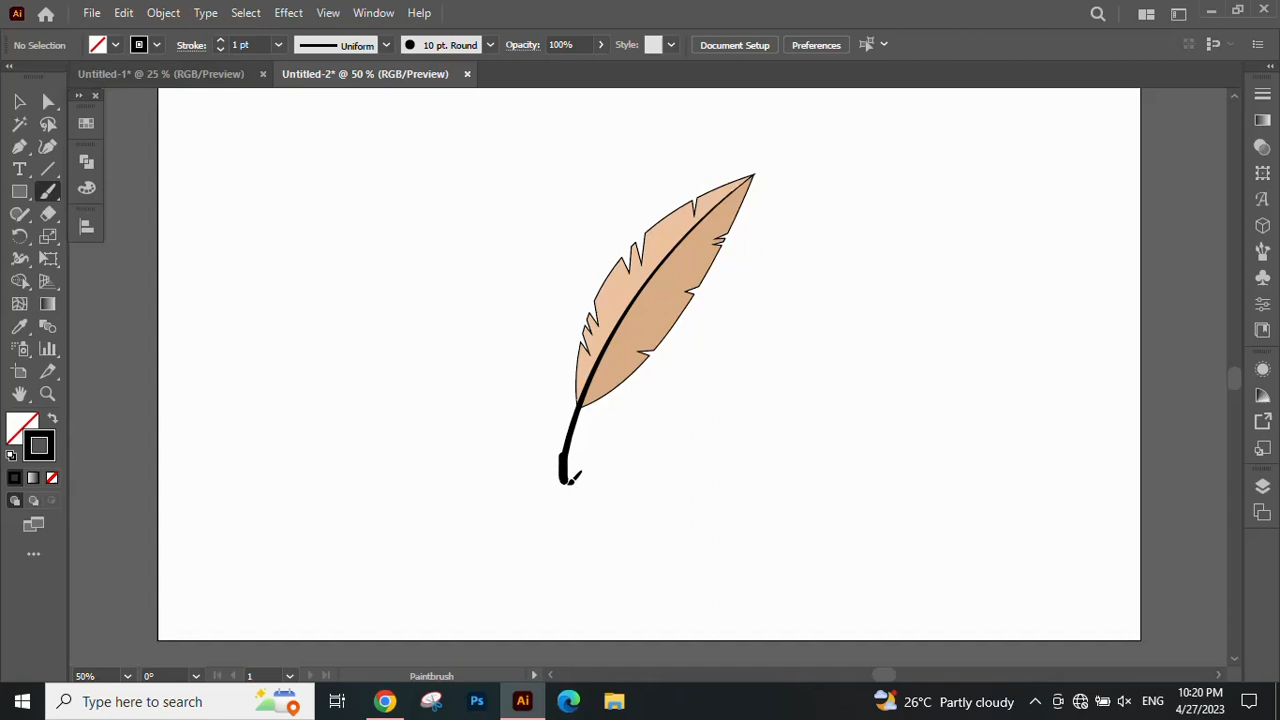 Ai File Edit Object Type Select Effect View Window Help
No Selection Stroke: 1 pt Uniform 10 pt. Round Opacity: 100% Style: Document Setup Preferences
Untitled-1* @ 25 % (RGB/Preview) Untitled-2* @ 50 % (RGB/Preview)
50% 0° 1 Paintbrush
Type here to search Ps Ai 26°C Partly cloudy ENG 10:20 PM
4/27/2023